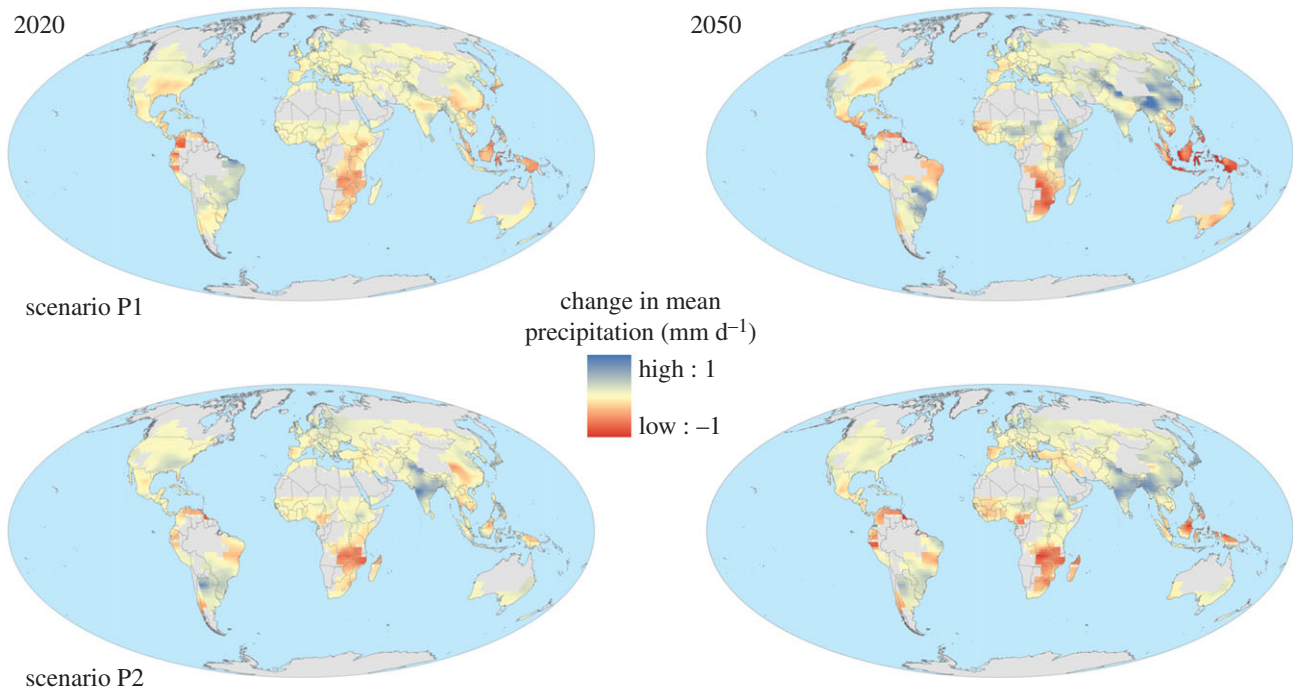 2020
2050
scenario P1
change in mean
precipitation (mm d⁻¹)
high : 1
low : –1
scenario P2